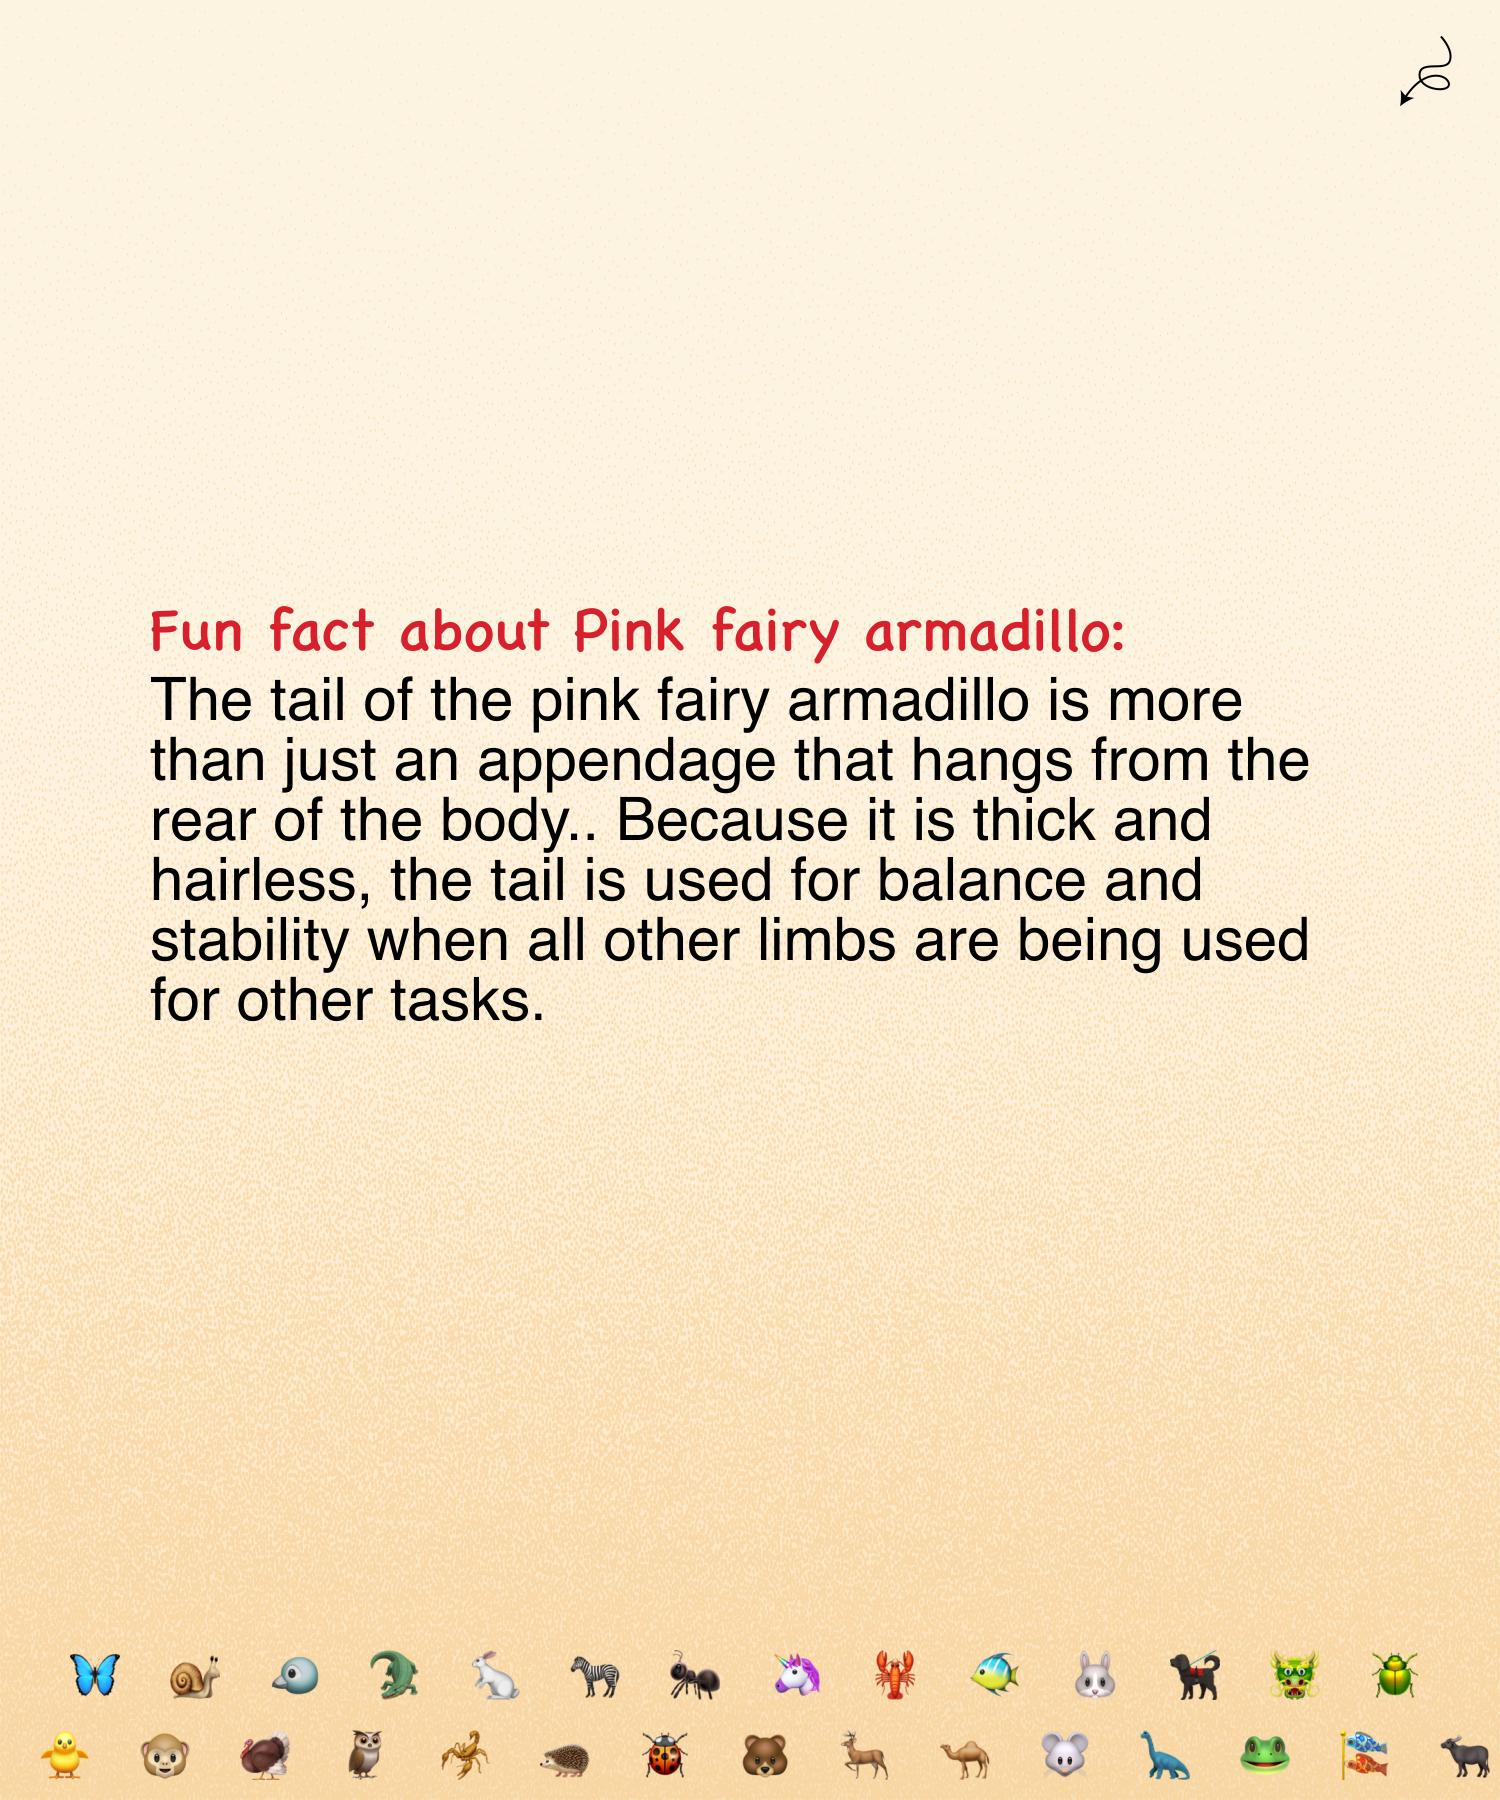 Fun fact about Pink fairy armadillo:
The tail of the pink fairy armadillo is more
than just an appendage that hangs from the
rear of the body.. Because it is thick and
hairless, the tail is used for balance and
stability when all other limbs are being used
for other tasks.